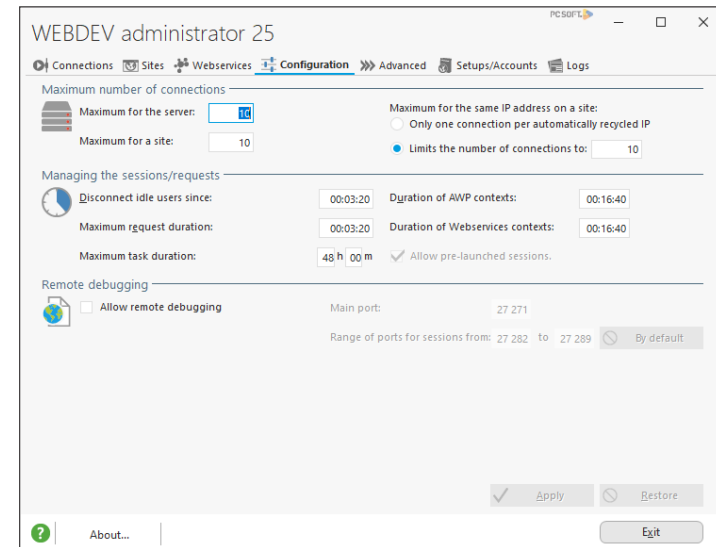 PC SOFT
WEBDEV administrator 25
Connections Sites Webservices Configuration Advanced Setups/Accounts Logs
Maximum number of connections
Maximum for the server: 10
Maximum for a site: 10
Maximum for the same IP address on a site:
Only one connection per automatically recycled IP
Limits the number of connections to: 10
Managing the sessions/requests
Disconnect idle users since: 00:03:20 Duration of AWP contexts: 00:16:40
Maximum request duration: 00:03:20 Duration of Webservices contexts: 00:16:40
Maximum task duration: 48 h 00 m Allow pre-launched sessions.
Remote debugging
Allow remote debugging Main port: 27 271
Range of ports for sessions from: 27 282 to 27 289 By default
Apply Restore
? About... Exit